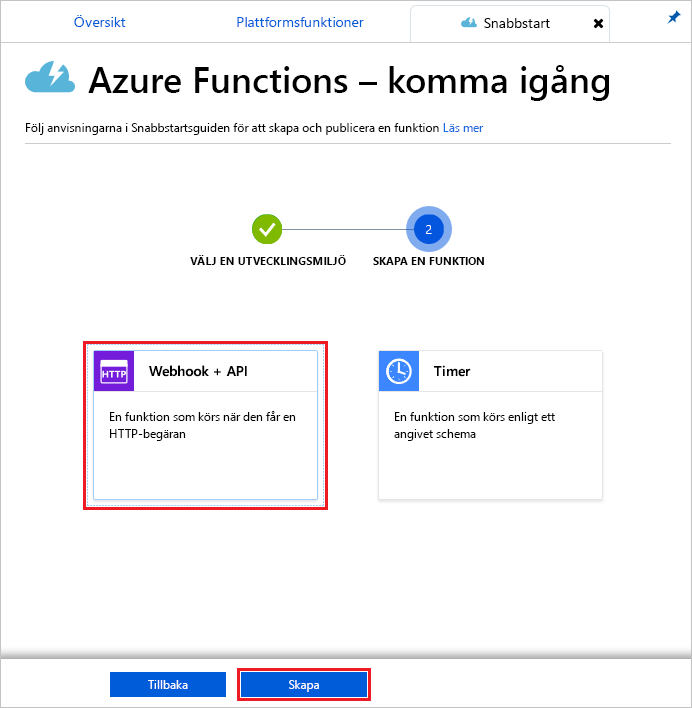 Översikt
Plattformsfunktioner
Snabbstart
Azure Functions – komma igång
Följ anvisningarna i Snabbstartsguiden för att skapa och publicera en funktion Läs mer
2
VÄLJ EN UTVECKLINGSMILJÖ
SKAPA EN FUNKTION
HTTP
Webhook + API
En funktion som körs när den får en
HTTP-begäran
Timer
En funktion som körs enligt ett
angivet schema
Tillbaka
Skapa